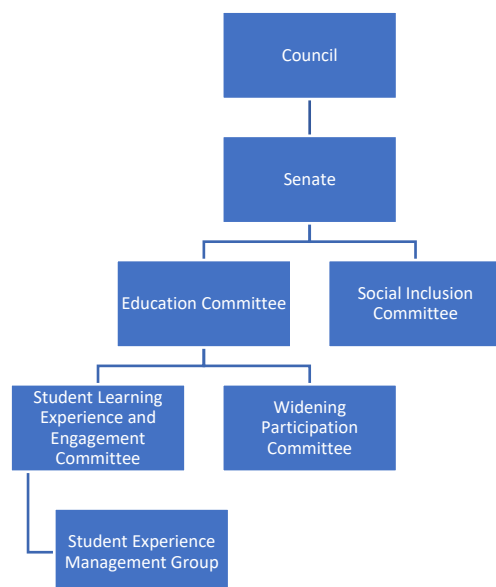 Council
Senate
Education Committee
Social Inclusion
Committee
Student Learning
Experience and
Engagement
Committee
Widening
Participation
Committee
Student Experience
Management Group